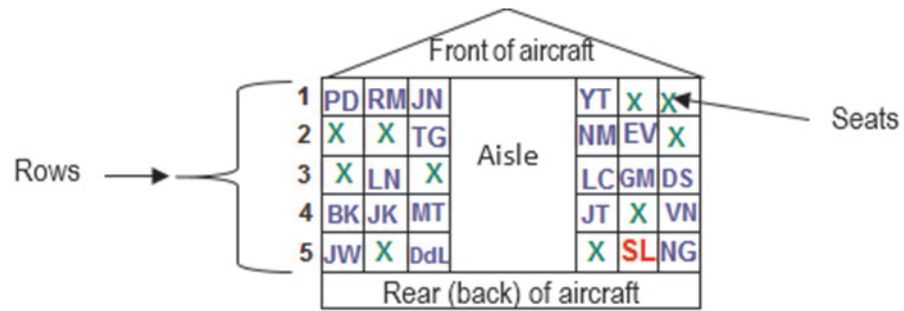 Front of aircraft
1 PD RM JN YT X X
Seats
2 X X TG NM EV X
Aisle
Rows
3 X LN X LC GM DS
4 BK JK MT JT X VN
5 JW X DdL X SL NG
Rear (back) of aircraft